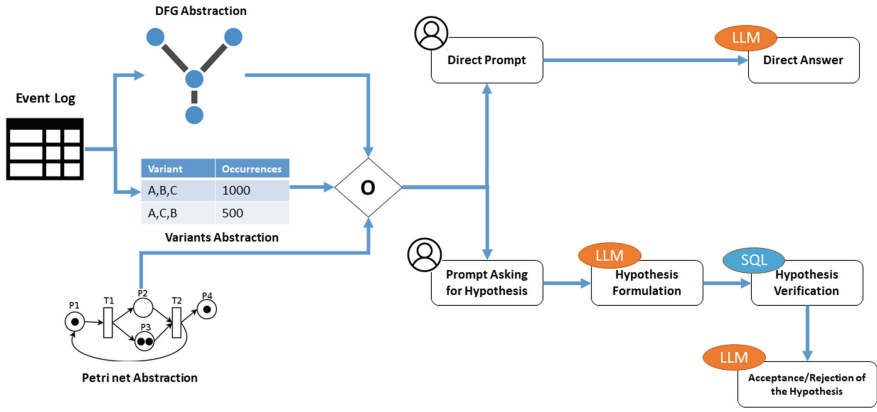 DFG Abstraction
Event Log
Variant Occurrences
A,B,C 1000
A,C,B 500
Variants Abstraction
P1
T1
P2
P3
T2
P4
Petri net Abstraction
O
Direct Prompt
LLM
Direct Answer
Prompt Asking
for Hypothesis
LLM
Hypothesis
Formulation
SQL
Hypothesis
Verification
LLM
Acceptance/Rejection of
the Hypothesis